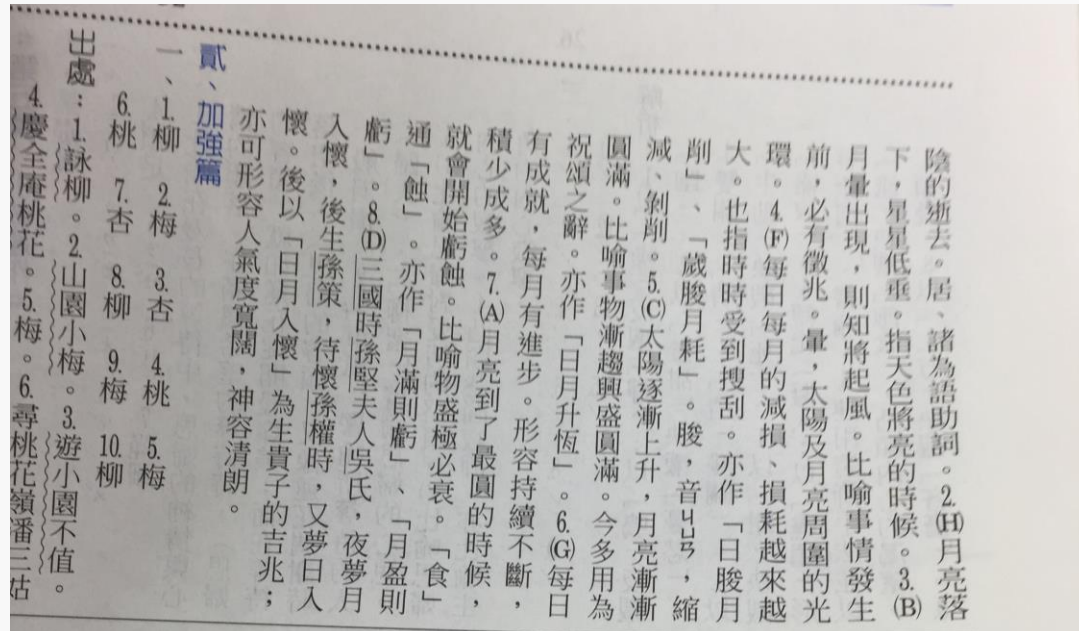 陰的逝去。居、諸為語助詞。2.(H)月亮落
下，星星低垂。指天色將亮的時候。3.(B)
月暈出現，則知將起風。比喻事情發生
前，必有徵兆。暈，太陽及月亮周圍的光
環。4.(F)每日每月的減損、損耗越來越
大。也指時時受到搜刮。亦作「日朘月
削」、「歲朘月耗」。朘，音ㄐㄩㄢ，縮
減、剝削。5.(C)太陽逐漸上升，月亮漸漸
圓滿。比喻事物漸趨興盛圓滿。今多用為
祝頌之辭。亦作「日月升恆」。6.(G)每日
有成就，每月有進步。形容持續不斷，
積少成多。7.(A)月亮到了最圓的時候，
就會開始虧蝕。比喻物盛極必衰。「食」
通「蝕」。亦作「月滿則虧」、「月盈則
虧」。8.(D)三國時孫堅夫人吳氏，夜夢月
入懷，後生孫策，待懷孫權時，又夢日入
懷。後以「日月入懷」為生貴子的吉兆；
亦可形容人氣度寬闊，神容清朗。
貳、加強篇
一、1.柳 2.梅 3.杏 4.桃 5.梅
6.桃 7.杏 8.柳 9.梅 10.柳
出處：1.詠柳。2.山園小梅。3.遊小園不值。
4.慶全庵桃花。5.梅。6.尋桃花嶺潘三姑